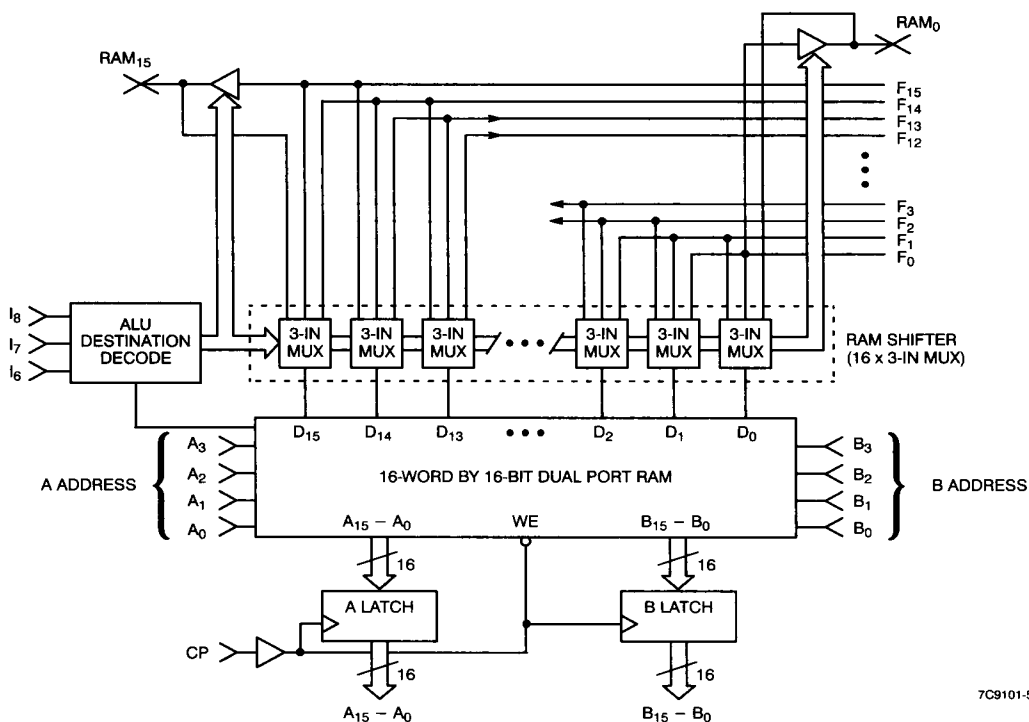 RAM₀
RAM₁₅
F₁₅
F₁₄
F₁₃
F₁₂
F₃
F₂
F₁
F₀
I₈
I₇
I₆
ALU
DESTINATION
DECODE
3-IN
MUX
3-IN
MUX
3-IN
MUX
3-IN
MUX
3-IN
MUX
3-IN
MUX
RAM SHIFTER
(16 x 3-IN MUX)
D₁₅ D₁₄ D₁₃ D₂ D₁ D₀
A ADDRESS
A₃
A₂
A₁
A₀
16-WORD BY 16-BIT DUAL PORT RAM
B₃
B₂
B₁
B₀
B ADDRESS
A₁₅ – A₀ WE B₁₅ – B₀
16 16
A LATCH B LATCH
CP
16 16
A₁₅ – A₀ B₁₅ – B₀